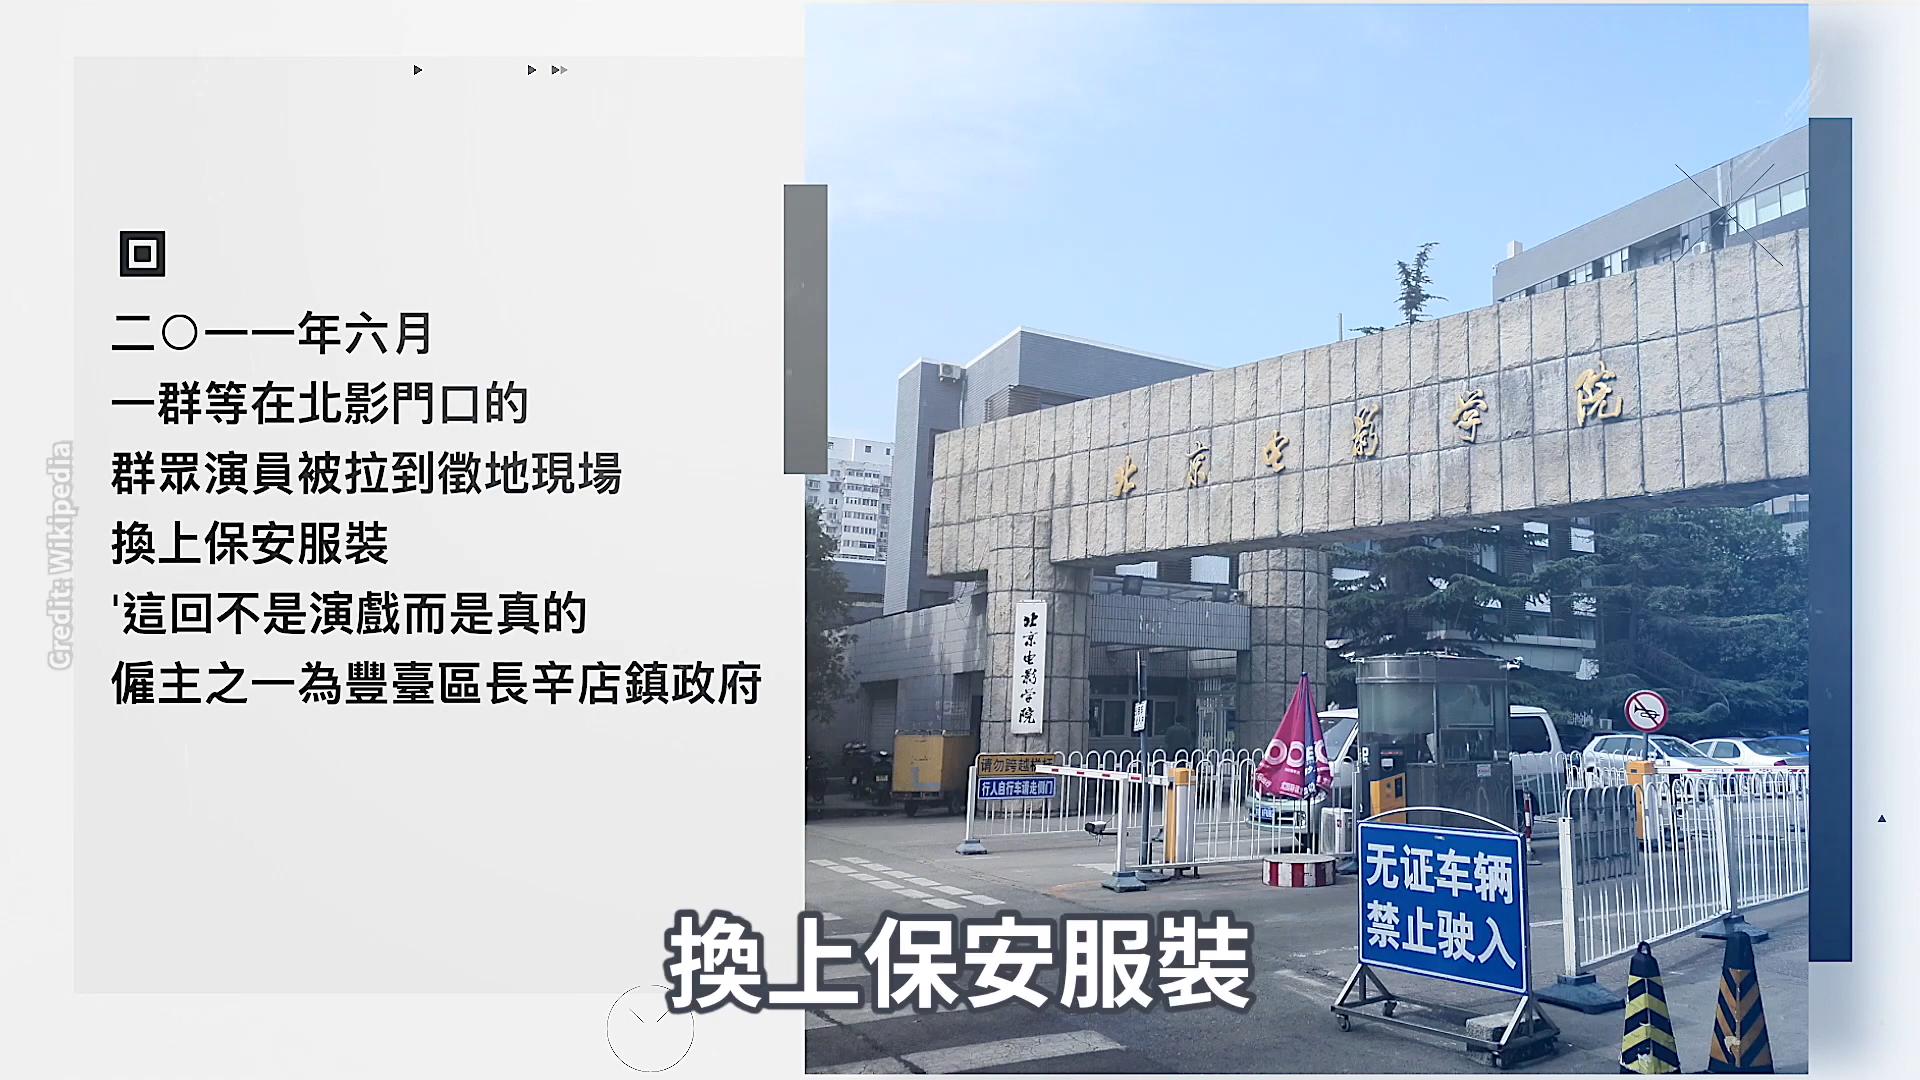 二〇一一年六月
一群等在北影門口的
群眾演員被拉到徵地現場
換上保安服裝
'這回不是演戲而是真的
僱主之一為豐臺區長辛店鎮政府
Credit: Wikipedia
北京电影学院
北京电影学院
请勿跨越栏杆
行人自行车请走侧门
无证车辆
禁止驶入
換上保安服裝